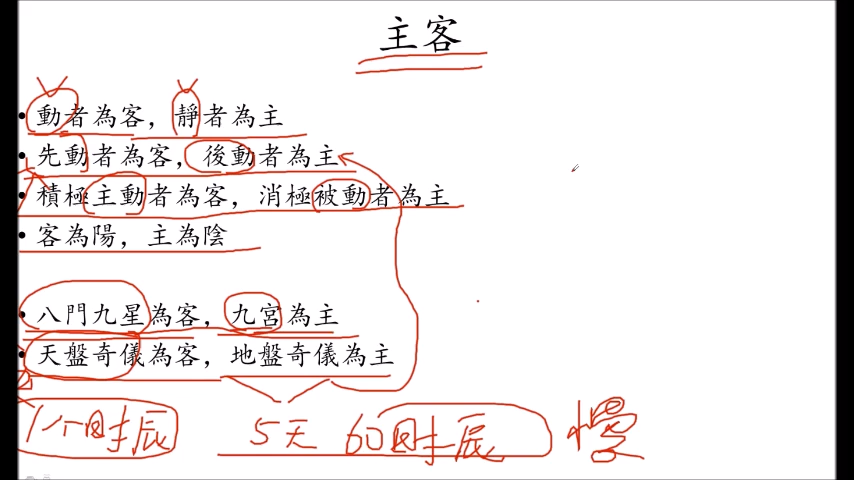 主客
• 動者為客，靜者為主
• 先動者為客，後動者為主
• 積極主動者為客，消極被動者為主
• 客為陽，主為陰
• 八門九星為客，九宮為主
• 天盤奇儀為客，地盤奇儀為主
1个时辰 5天 60时辰 慢